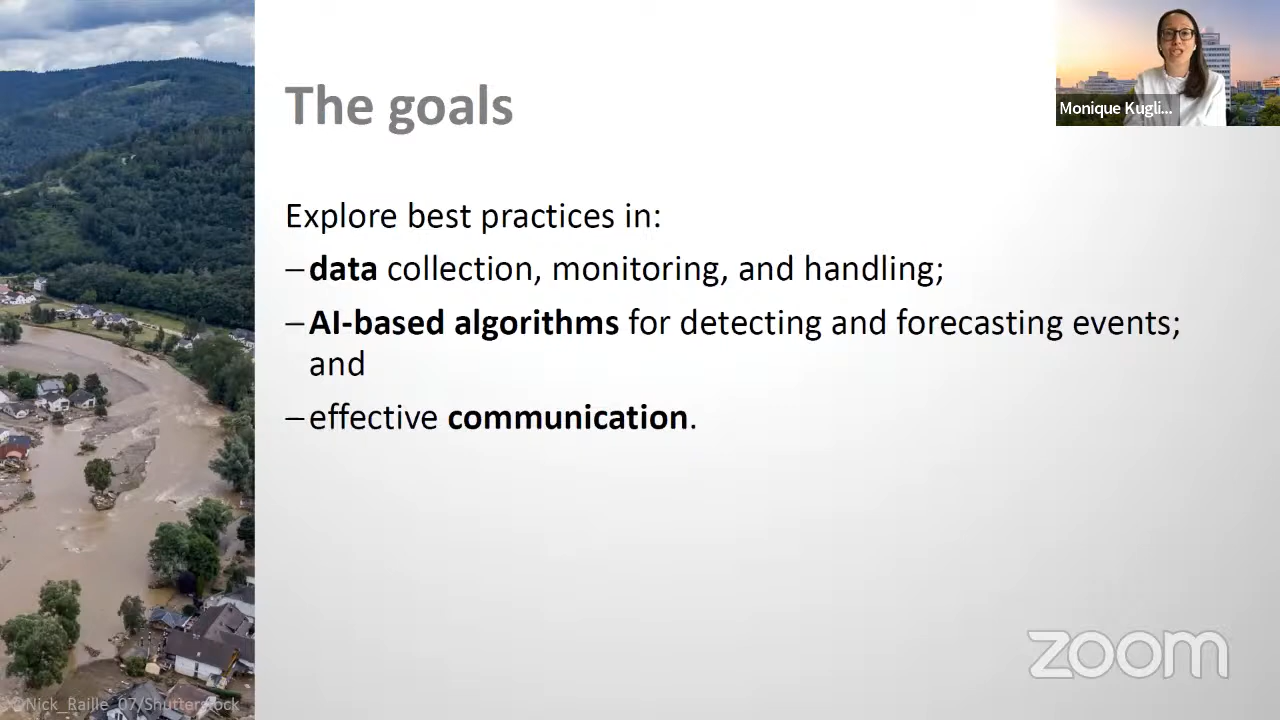 The goals
Monique Kugli...
Explore best practices in:
–data collection, monitoring, and handling;
–AI-based algorithms for detecting and forecasting events;
and
–effective communication.
zoom
©Nick_Raille_07/Shutterstock